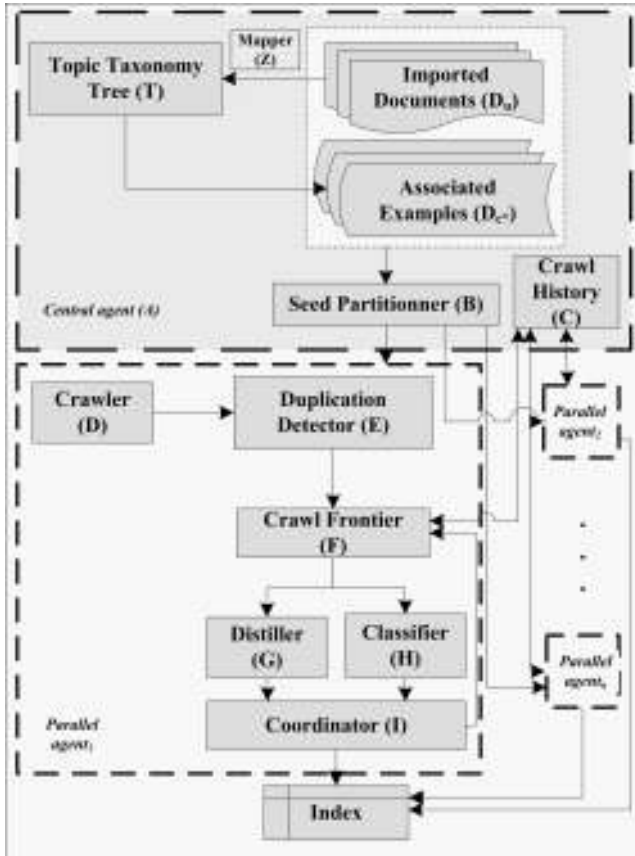 Mapper
(Z)
Topic Taxonomy
Tree (T)
Imported
Documents (Du)
Associated
Examples (Dc*)
Crawl
History
(C)
Central agent (A)
Seed Partitionner (B)
Crawler
(D)
Duplication
Detector (E)
Parallel
agent2
Crawl Frontier
(F)
Distiller
(G)
Classifier
(H)
Parallel
agentn
Parallel
agent1
Coordinator (I)
Index